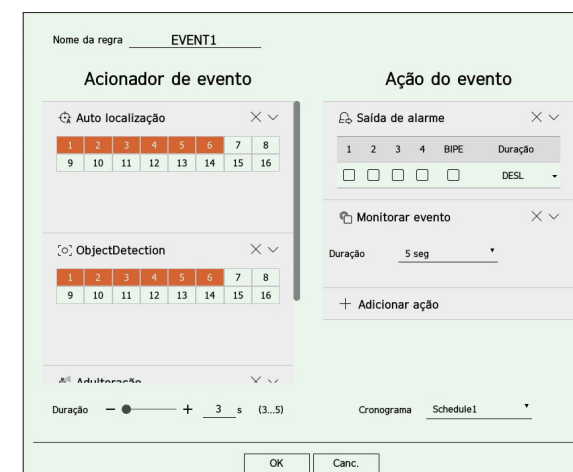 Nome da regra EVENT1
Acionador de evento
Auto localização
1 2 3 4 5 6 7 8
9 10 11 12 13 14 15 16
ObjectDetection
1 2 3 4 5 6 7 8
9 10 11 12 13 14 15 16
Adulteração
Duração 3 s (3...5)
Ação do evento
Saída de alarme
1 2 3 4 BIPE Duração
DESL
Monitorar evento
Duração 5 seg
+ Adicionar ação
Cronograma Schedule1
OK Canc.